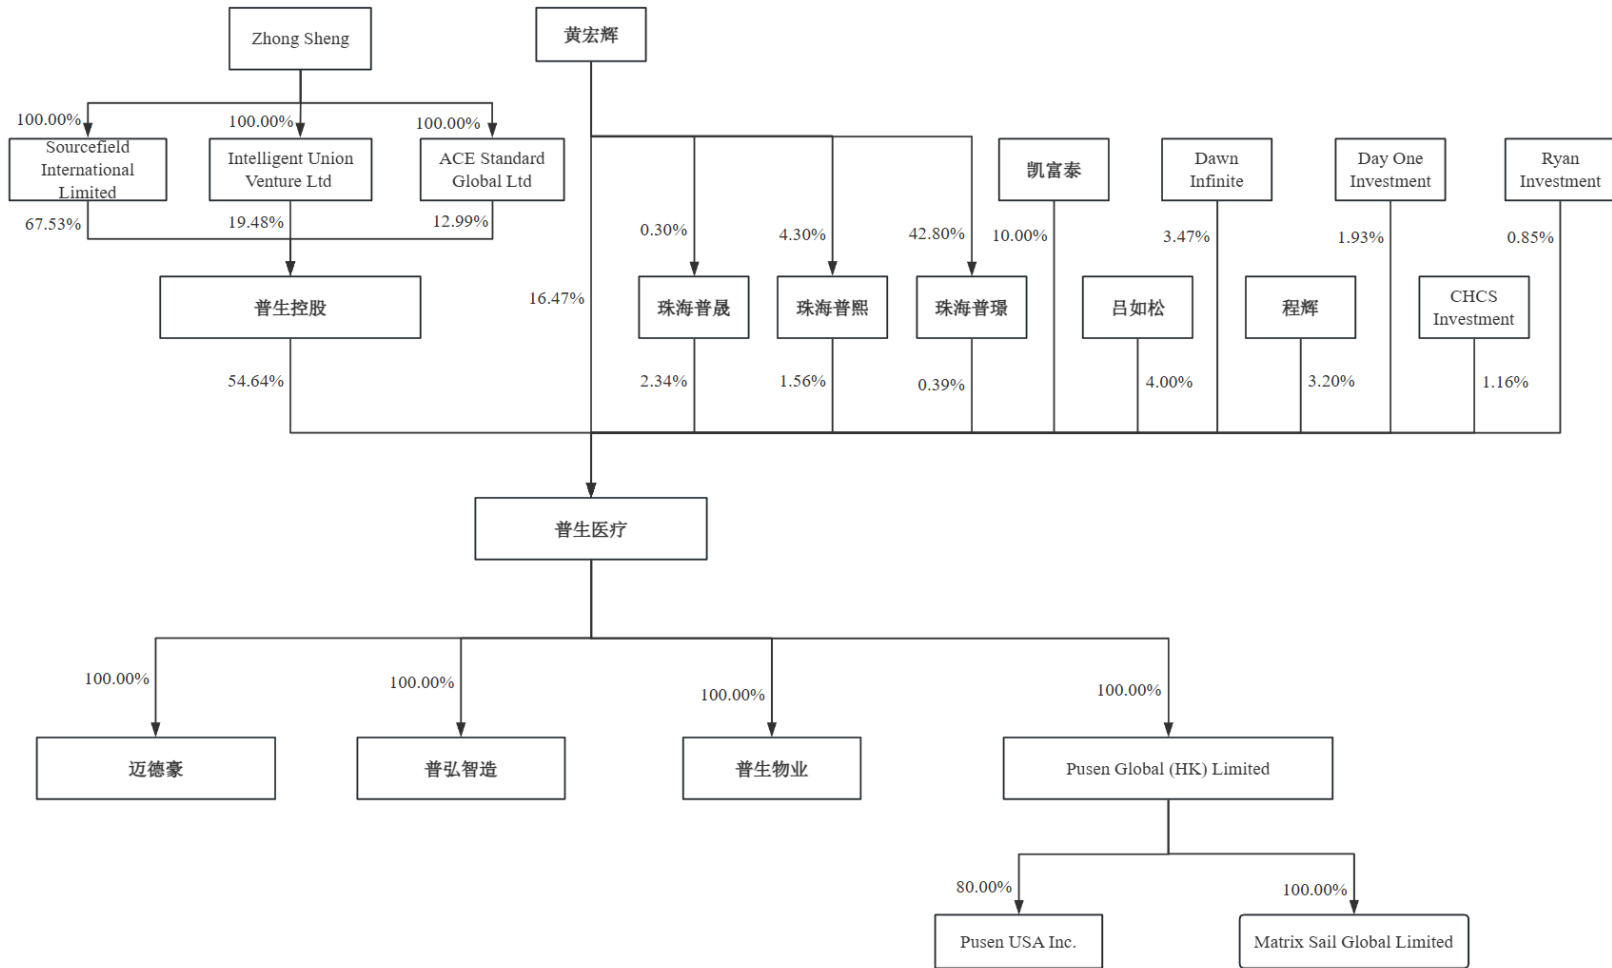 Zhong Sheng
黄宏辉
100.00%
100.00%
100.00%
Sourcefield
International
Limited
Intelligent Union
Venture Ltd
ACE Standard
Global Ltd
凯富泰
Dawn
Infinite
Day One
Investment
Ryan
Investment
67.53%
19.48%
12.99%
0.30%
4.30%
42.80%
10.00%
3.47%
1.93%
0.85%
普生控股
16.47%
珠海普晟
珠海普熙
珠海普璟
吕如松
程辉
CHCS
Investment
54.64%
2.34%
1.56%
0.39%
4.00%
3.20%
1.16%
普生医疗
100.00%
100.00%
100.00%
100.00%
迈德豪
普弘智造
普生物业
Pusen Global (HK) Limited
80.00%
100.00%
Pusen USA Inc.
Matrix Sail Global Limited